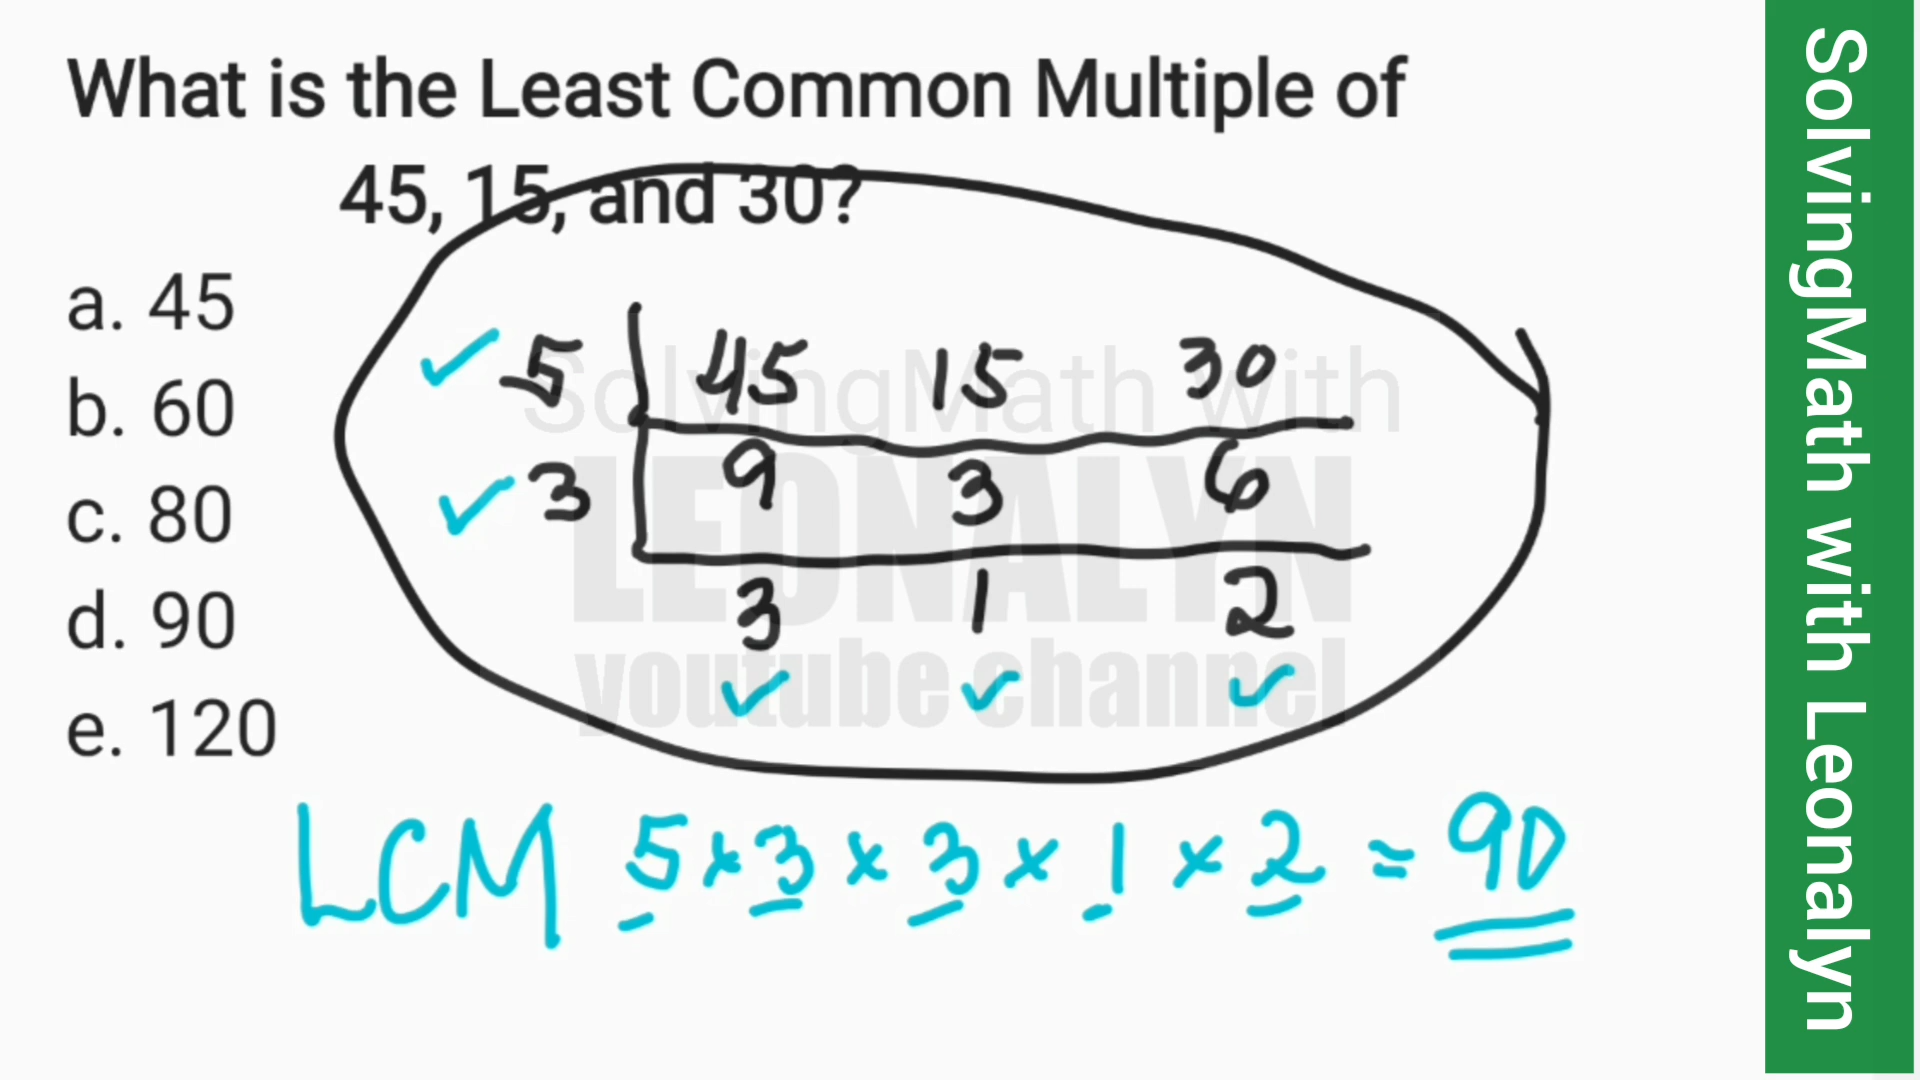 What is the Least Common Multiple of
45, 15, and 30?
a. 45
b. 60
c. 80
d. 90
e. 120
5 45 15 30
3 9 3 6
3 1 2
LCM 5 x 3 x 3 x 1 x 2 = 90
SolvingMath with
LEONALYN
youtube channel
SolvingMath with Leonalyn